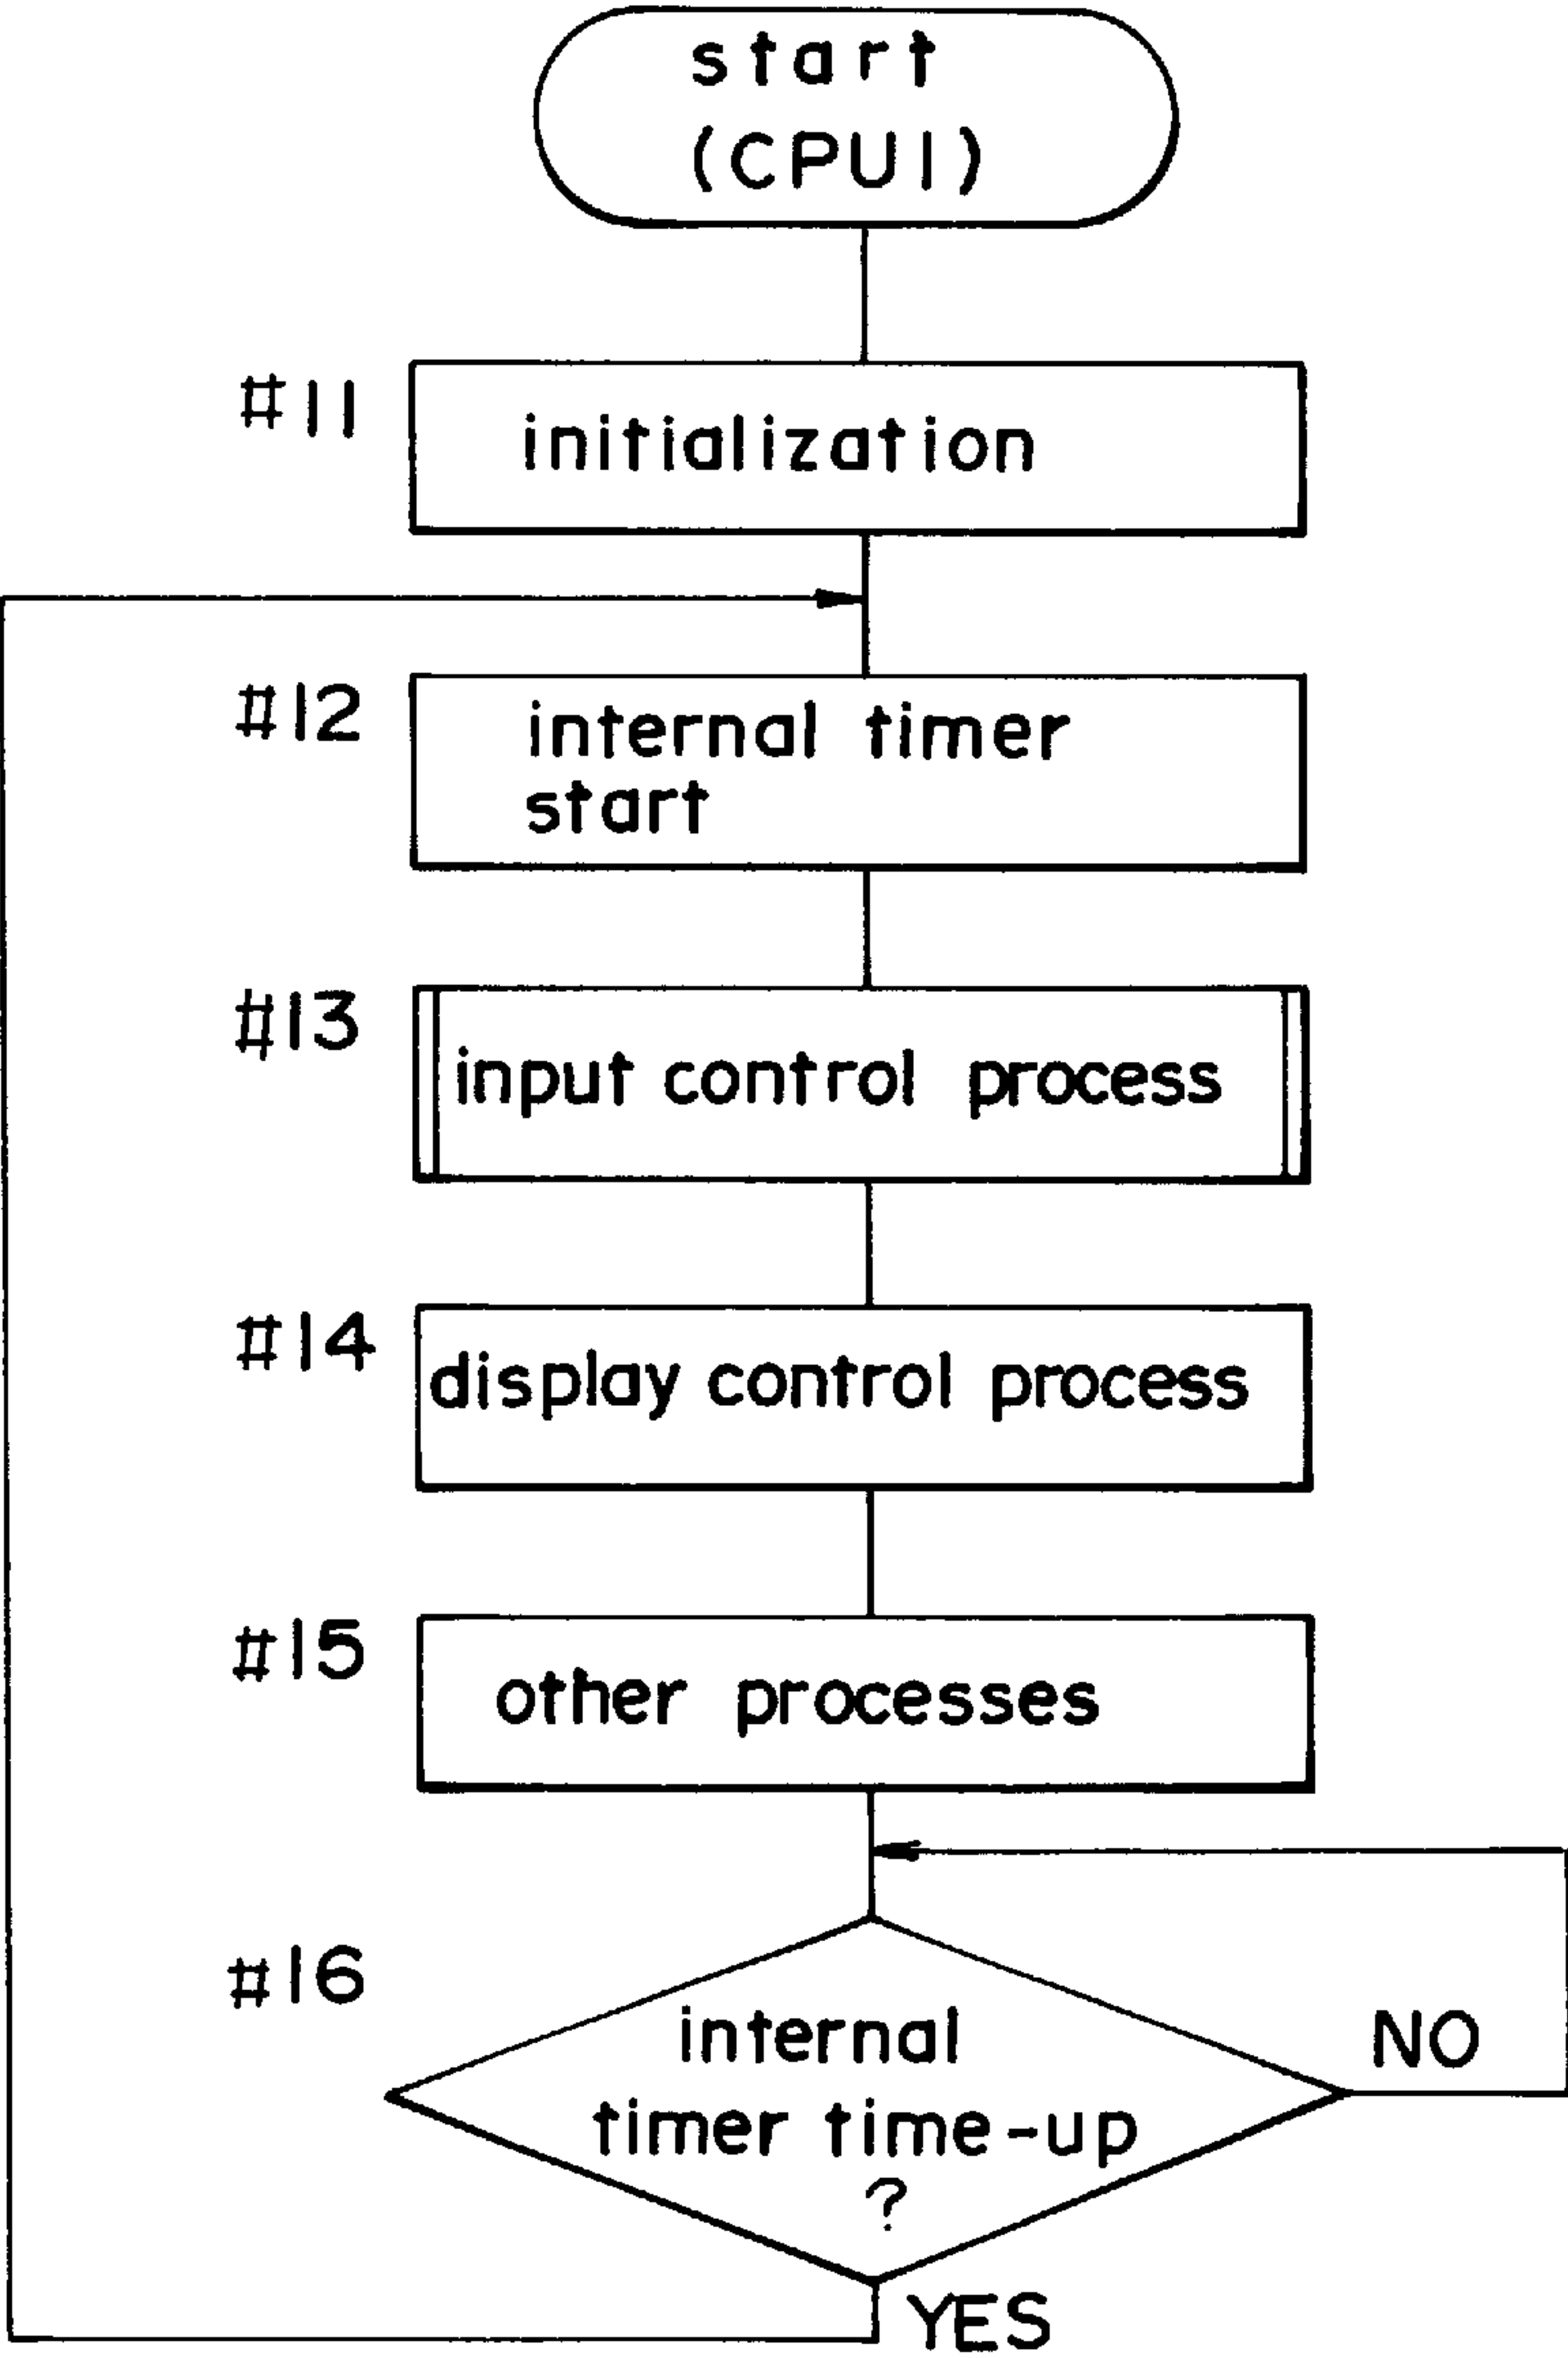 start
(CPU1)
#11
initialization
#12
internal timer
start
#13
input control process
#14
display control process
#15
other processes
#16
internal
timer time-up
?
NO
YES